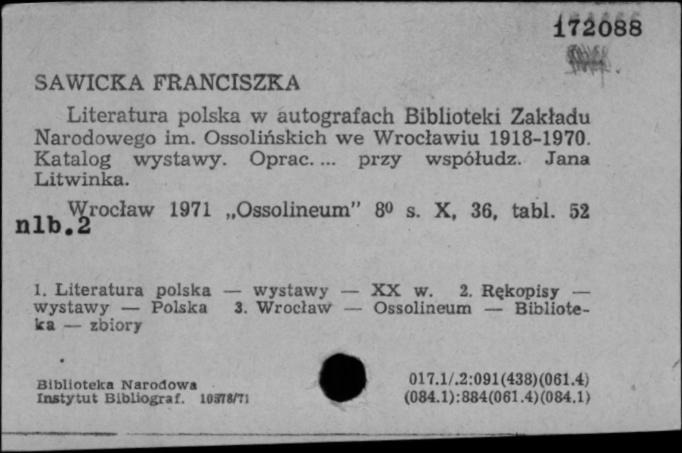 172088
SAWICKA FRANCISZKA
Literatura polska w autografach Biblioteki Zakładu
Narodowego im. Ossolińskich we Wrocławiu 1918-1970.
Katalog wystawy. Oprac. ... przy współudz. Jana
Litwinka.
Wrocław 1971 „Ossolineum" 8⁰ s. X, 36, tabl. 52
nlb.2
1. Literatura polska — wystawy — XX w. 2. Rękopisy —
wystawy — Polska 3. Wrocław — Ossolineum — Bibliote-
ka — zbiory
Biblioteka Narodowa
Instytut Bibliograf. 10378/71
017.1/.2:091(438)(061.4)
(084.1):884(061.4)(084.1)